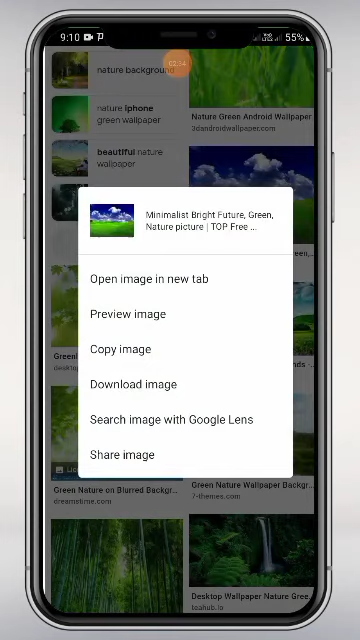 9:10
55%
02:34
nature background
nature iphone
green wallpaper
beautiful nature
wallpaper
Nature Green Android Wallpaper
3dandroidwallpaper.com
Minimalist Bright Future, Green,
Nature picture | TOP Free ...
Open image in new tab
Preview image
Copy image
Download image
Search image with Google Lens
Share image
Green Nature on Blurred Backgr...
dreamstime.com
Green Nature Wallpaper Backgr...
7-themes.com
Desktop Wallpaper Nature Gree...
teahub.io